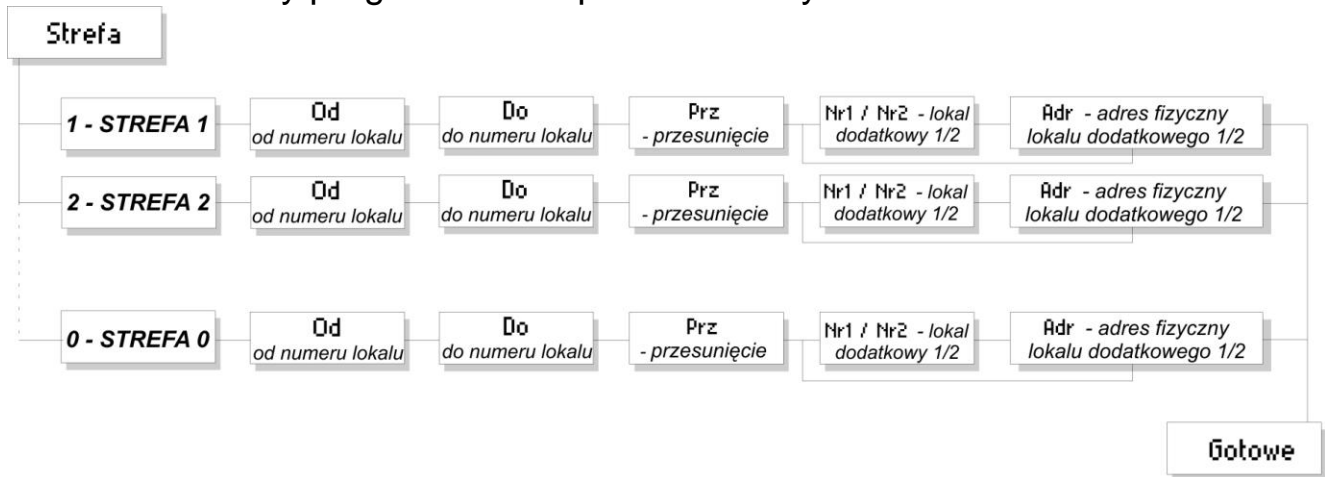 Strefa
1 - STREFA 1
Od
od numeru lokalu
Do
do numeru lokalu
Prz
- przesunięcie
Nr1 / Nr2 - lokal
dodatkowy 1/2
Adr - adres fizyczny
lokalu dodatkowego 1/2
2 - STREFA 2
Od
od numeru lokalu
Do
do numeru lokalu
Prz
- przesunięcie
Nr1 / Nr2 - lokal
dodatkowy 1/2
Adr - adres fizyczny
lokalu dodatkowego 1/2
0 - STREFA 0
Od
od numeru lokalu
Do
do numeru lokalu
Prz
- przesunięcie
Nr1 / Nr2 - lokal
dodatkowy 1/2
Adr - adres fizyczny
lokalu dodatkowego 1/2
Gotowe